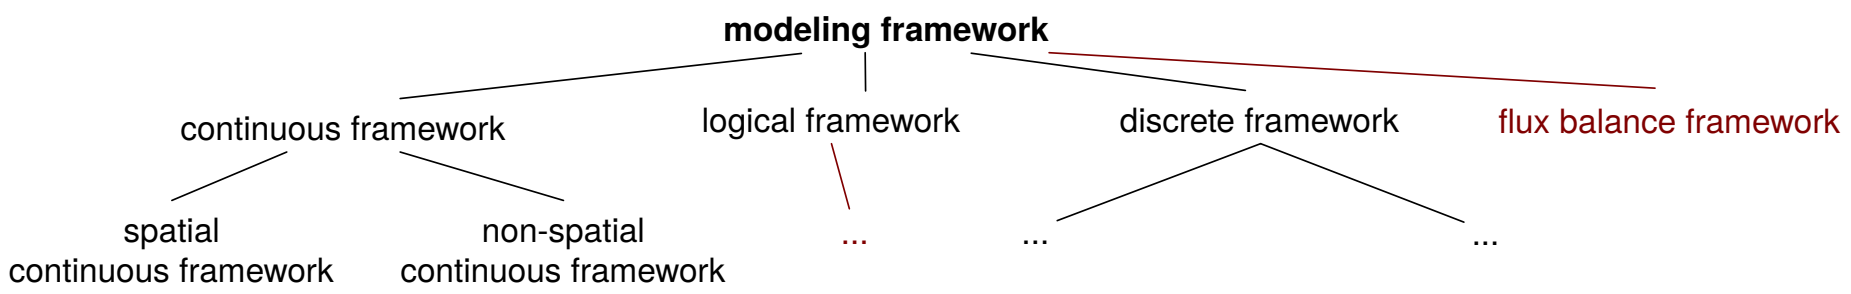 modeling framework
continuous framework
logical framework
discrete framework
flux balance framework
spatial
continuous framework
non-spatial
continuous framework
...
...
...